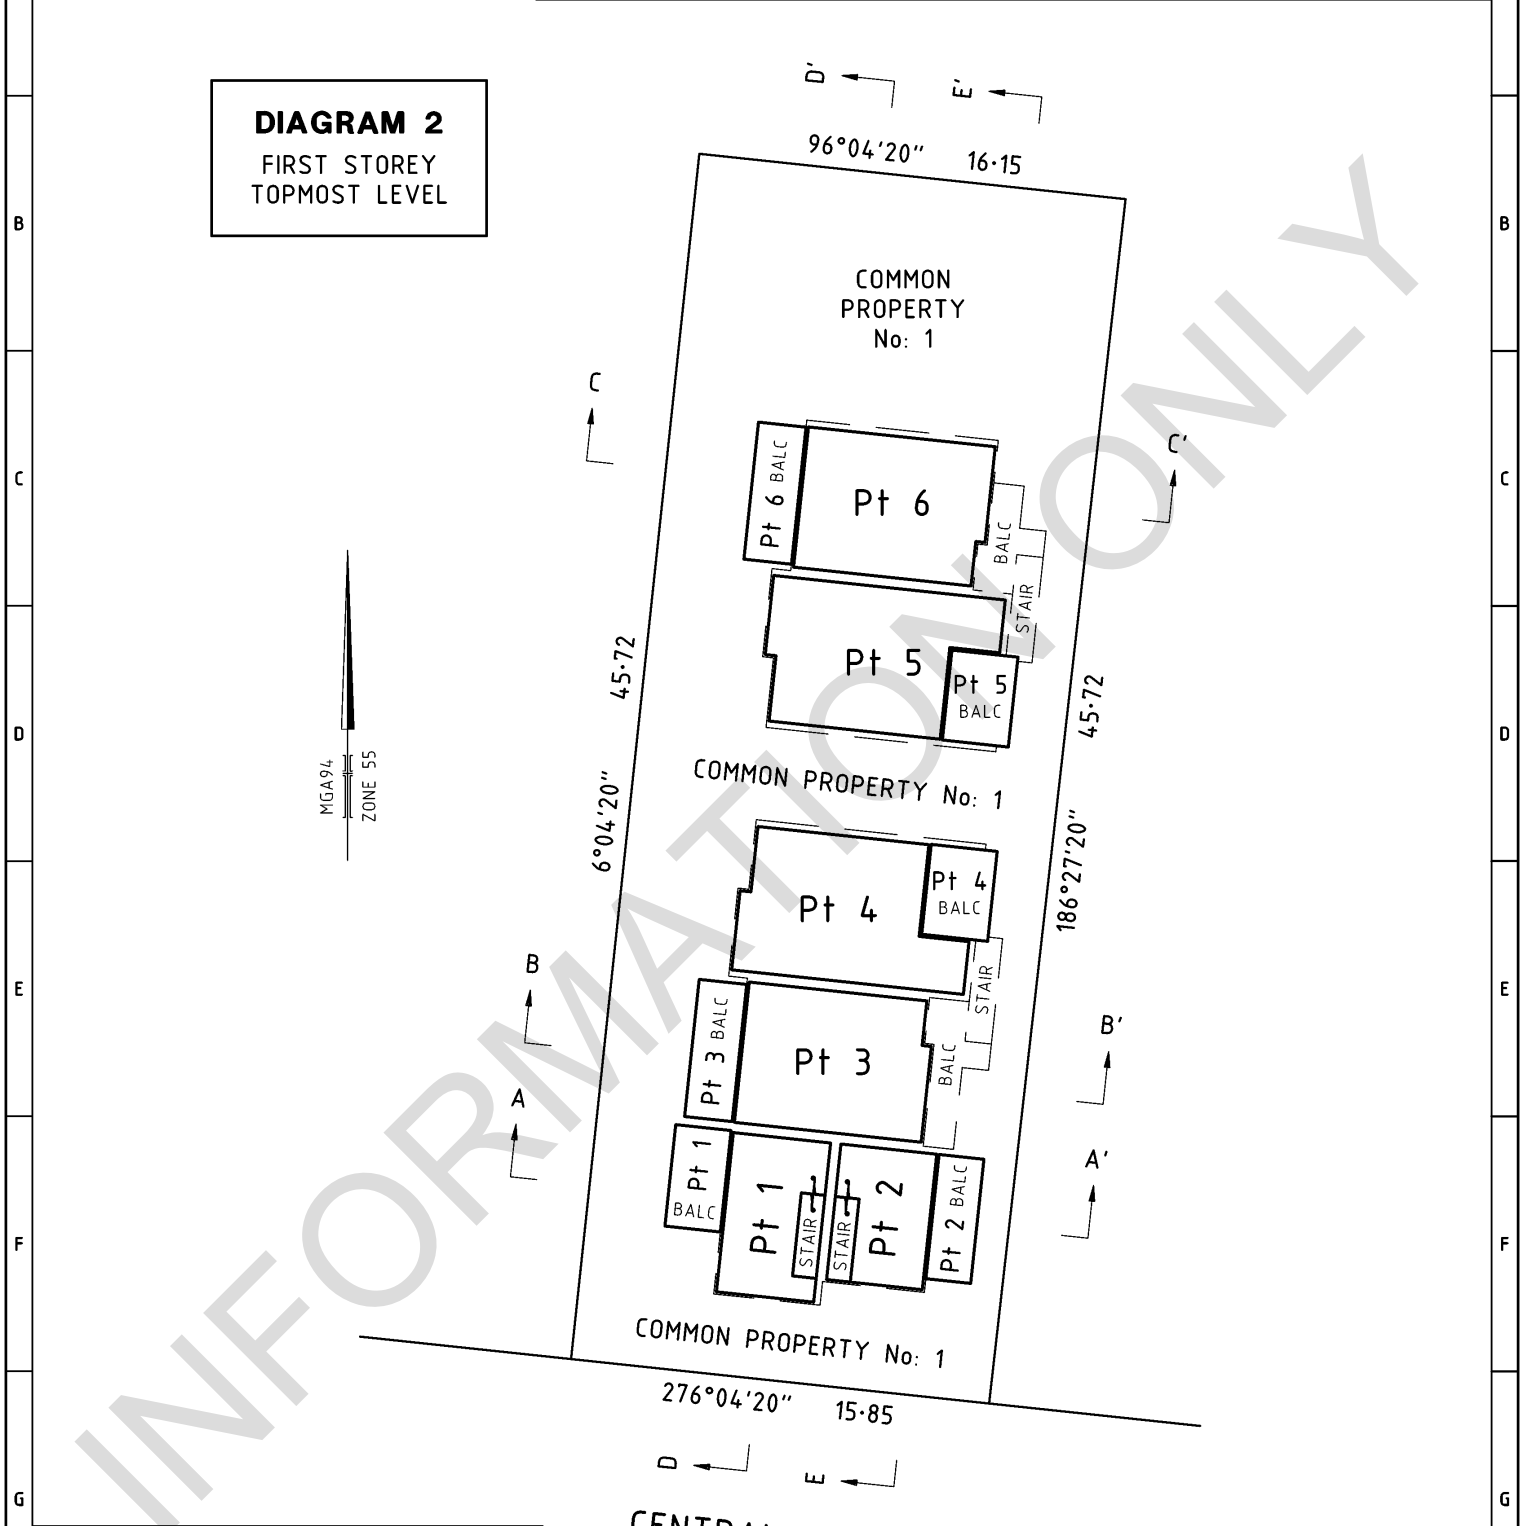 DIAGRAM 2
FIRST STOREY
TOPMOST LEVEL
D'
E'
96°04'20" 16·15
B
B
COMMON
PROPERTY
No: 1
C
C'
C
C
Pt 6 BALC
Pt 6
BALC
STAIR
45·72
Pt 5
Pt 5
BALC
45·72
D
D
MGA94
ZONE 55
COMMON PROPERTY No: 1
6°04'20"
186°27'20"
Pt 4
Pt 4
BALC
B
STAIR
E
E
Pt 3 BALC
Pt 3
BALC
B'
A
A'
Pt 1
BALC
Pt 1
STAIR
STAIR
Pt 2
Pt 2 BALC
F
F
COMMON PROPERTY No: 1
276°04'20" 15·85
D
E
G
G
INFORMATION ONLY